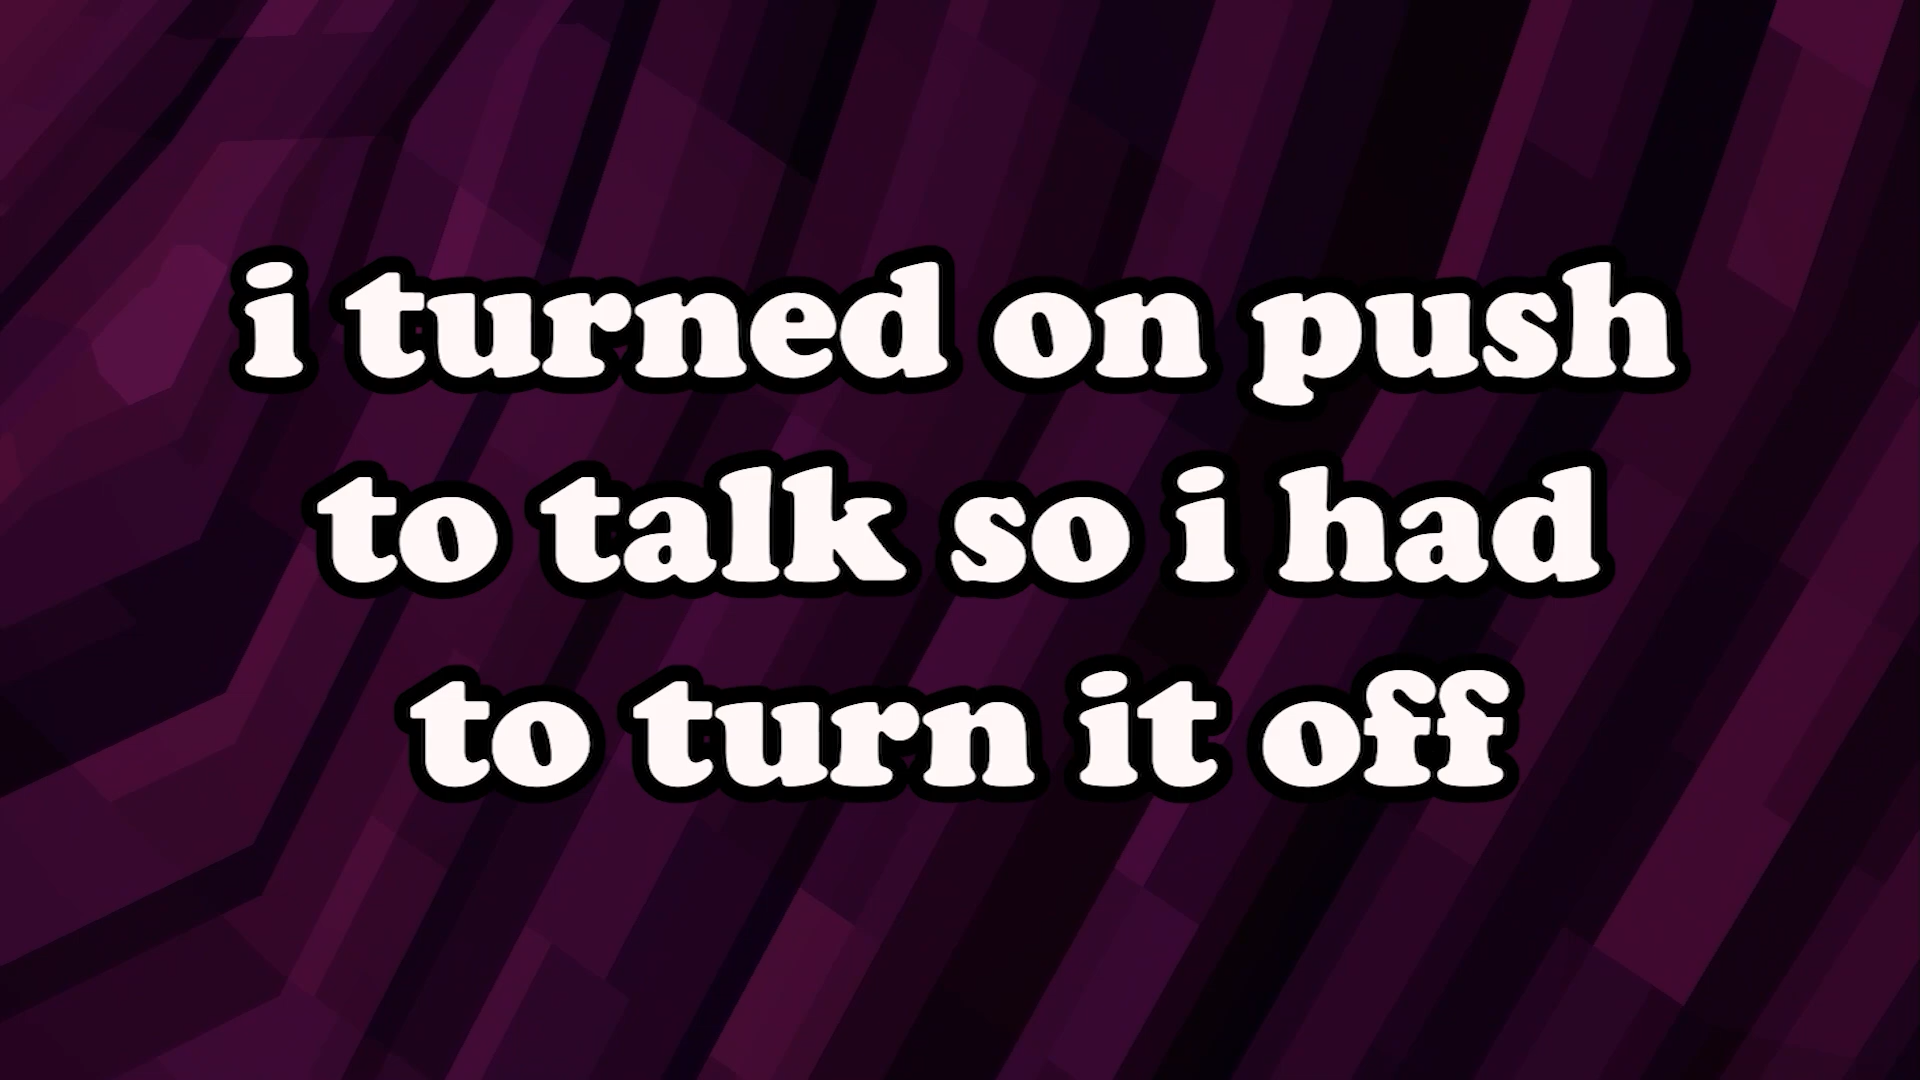 i turned on push
to talk so i had
to turn it off